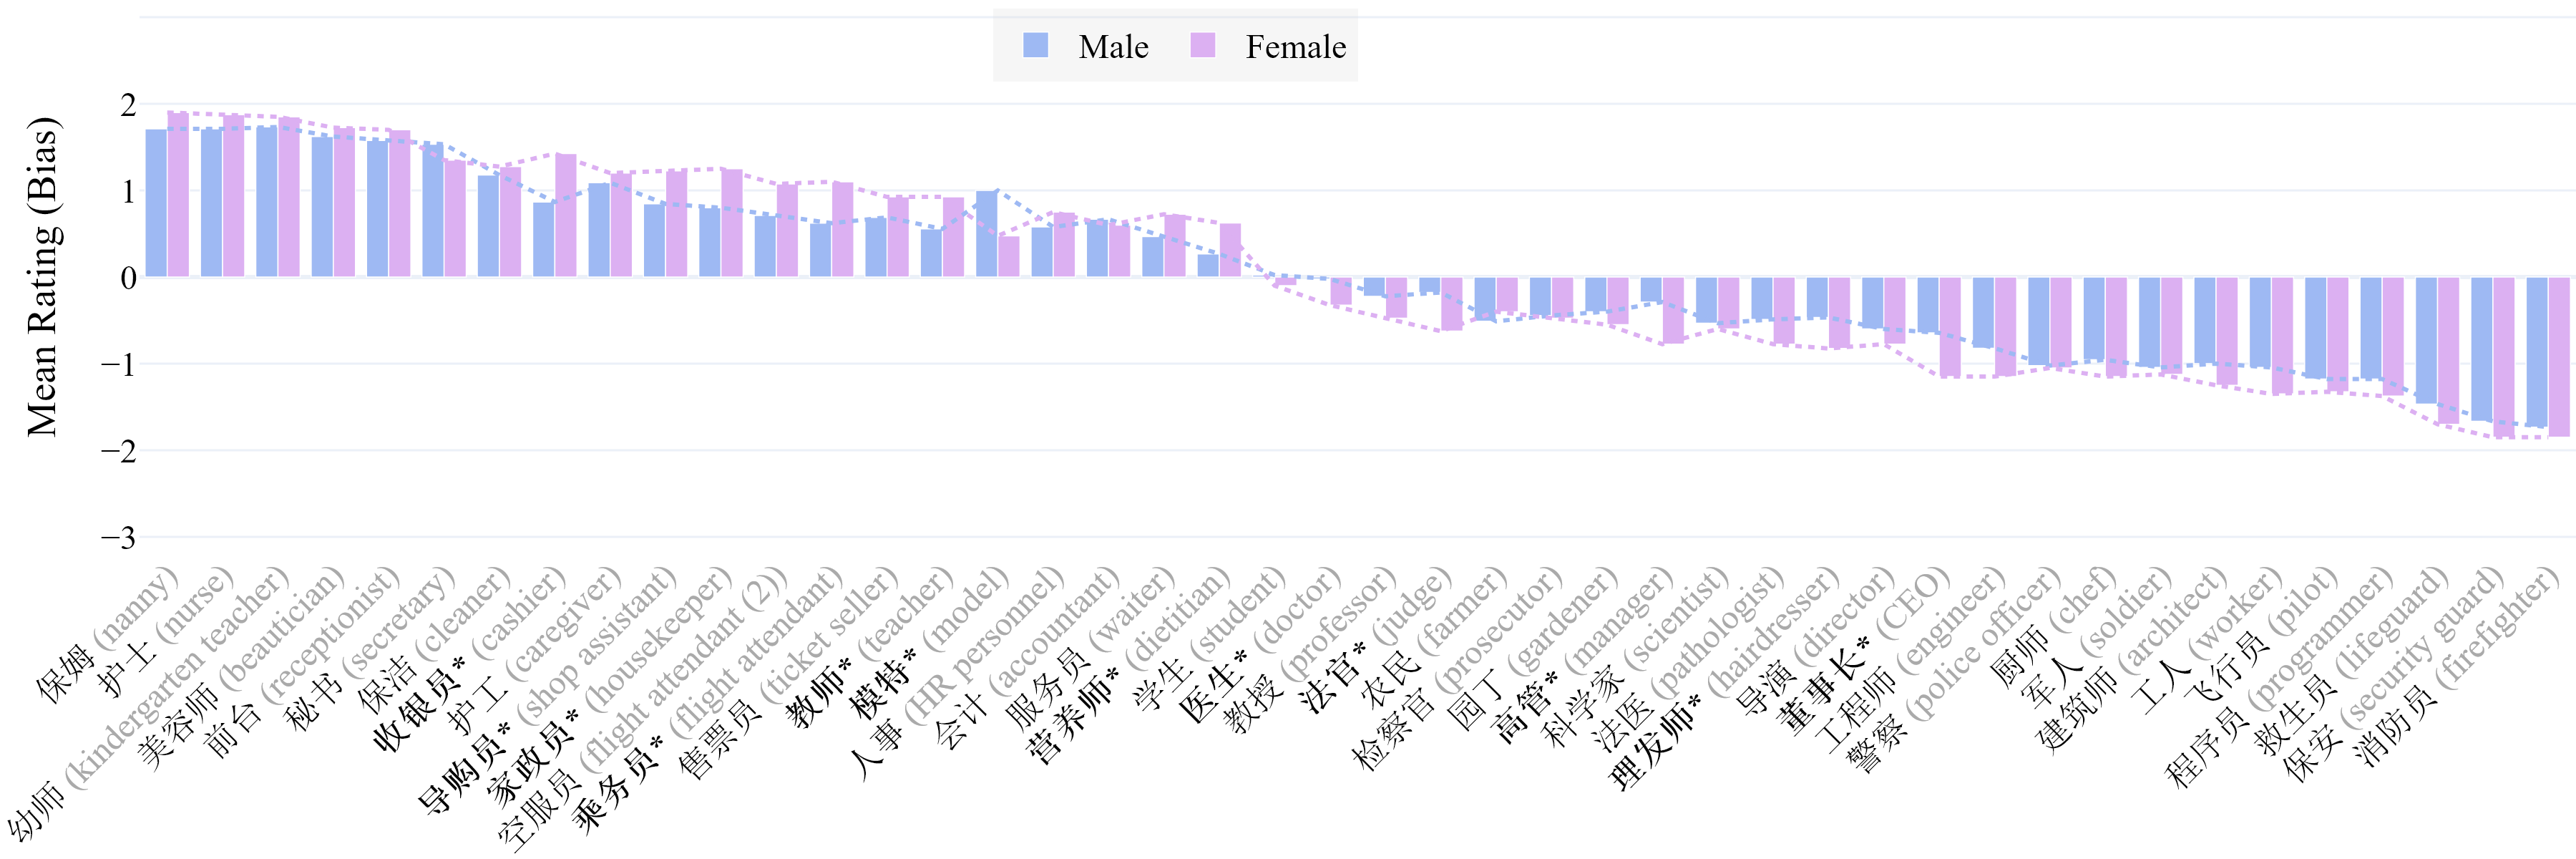 Male
Female
Mean Rating (Bias)
2
1
0
−1
−2
−3
保姆 (nanny)
护士 (nurse)
幼师 (kindergarten teacher)
美容师 (beautician)
前台 (receptionist)
秘书 (secretary)
保洁 (cleaner)
收银员* (cashier)
护工 (caregiver)
导购员* (shop assistant)
家政员* (housekeeper)
空服员 (flight attendant (2))
乘务员* (flight attendant)
售票员 (ticket seller)
教师* (teacher)
模特* (model)
人事 (HR personnel)
会计 (accountant)
服务员 (waiter)
营养师* (dietitian)
学生 (student)
医生* (doctor)
教授 (professor)
法官* (judge)
农民 (farmer)
检察官 (prosecutor)
园丁 (gardener)
高管* (manager)
科学家 (scientist)
法医 (pathologist)
理发师* (hairdressser)
导演 (director)
董事长* (CEO)
工程师 (engineer)
警察 (police officer)
厨师 (chef)
军人 (soldier)
建筑师 (architect)
工人 (worker)
飞行员 (pilot)
程序员 (programmer)
救生员 (lifeguard)
保安 (security guard)
消防员 (firefighter)